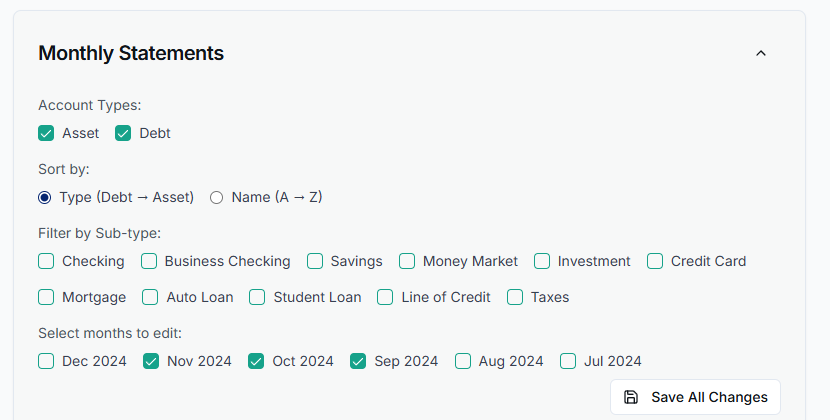 Monthly Statements
Account Types:
Asset Debt
Sort by:
Type (Debt → Asset) Name (A → Z)
Filter by Sub-type:
Checking Business Checking Savings Money Market Investment Credit Card
Mortgage Auto Loan Student Loan Line of Credit Taxes
Select months to edit:
Dec 2024 Nov 2024 Oct 2024 Sep 2024 Aug 2024 Jul 2024
Save All Changes